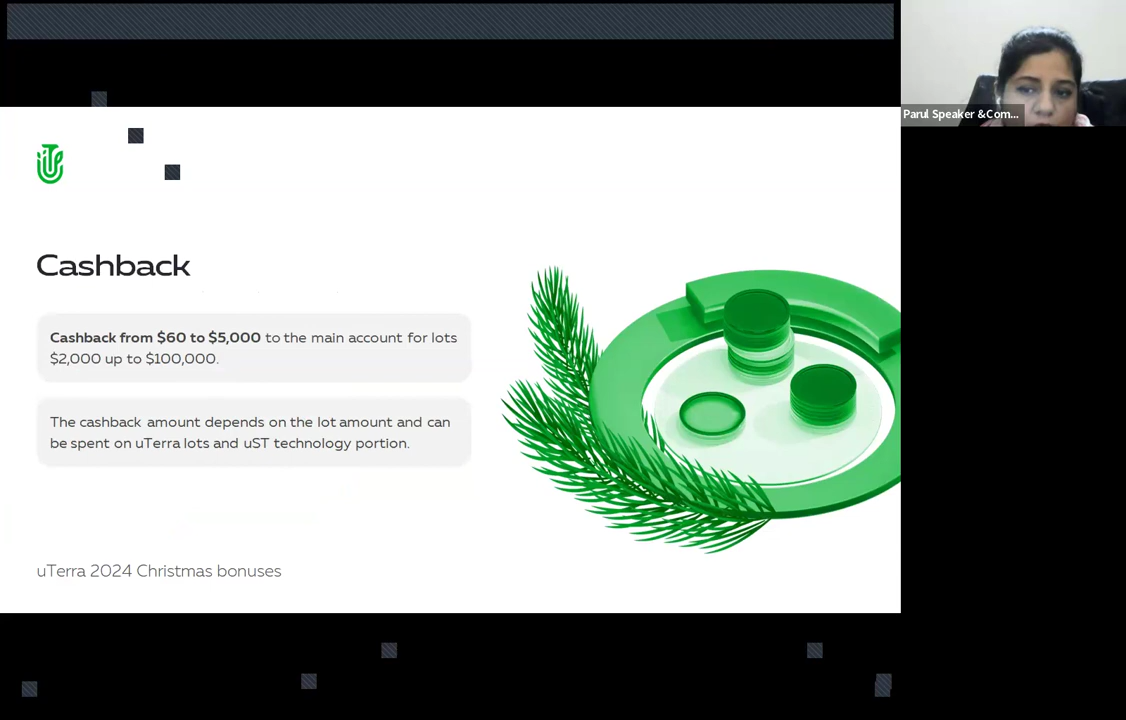 Parul Speaker &Com...
Cashback
Cashback from $60 to $5,000 to the main account for lots
$2,000 up to $100,000.
The cashback amount depends on the lot amount and can
be spent on uTerra lots and uST technology portion.
uTerra 2024 Christmas bonuses